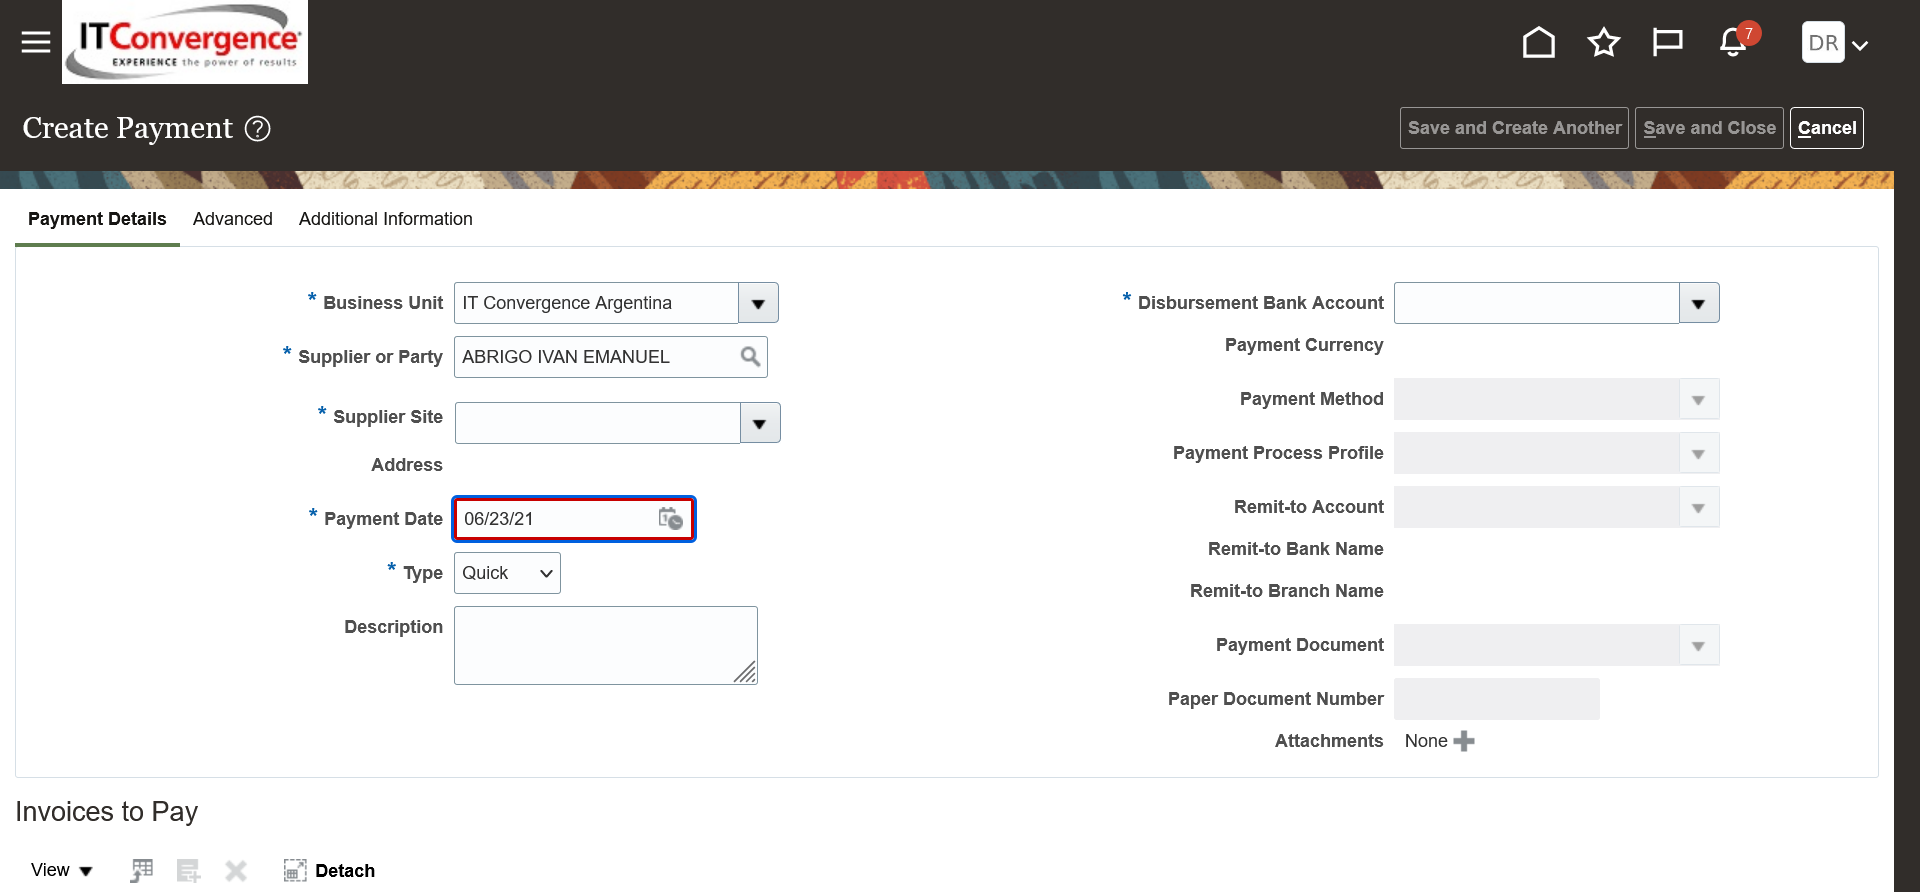 ITConvergence
EXPERIENCE the power of results
7
DR
Create Payment
Save and Create Another
Save and Close
Cancel
Payment Details
Advanced
Additional Information
* Business Unit
IT Convergence Argentina
* Supplier or Party
ABRIGO IVAN EMANUEL
* Supplier Site
Address
* Payment Date
06/23/21
* Type
Quick
Description
* Disbursement Bank Account
Payment Currency
Payment Method
Payment Process Profile
Remit-to Account
Remit-to Bank Name
Remit-to Branch Name
Payment Document
Paper Document Number
Attachments
None
Invoices to Pay
View
Detach